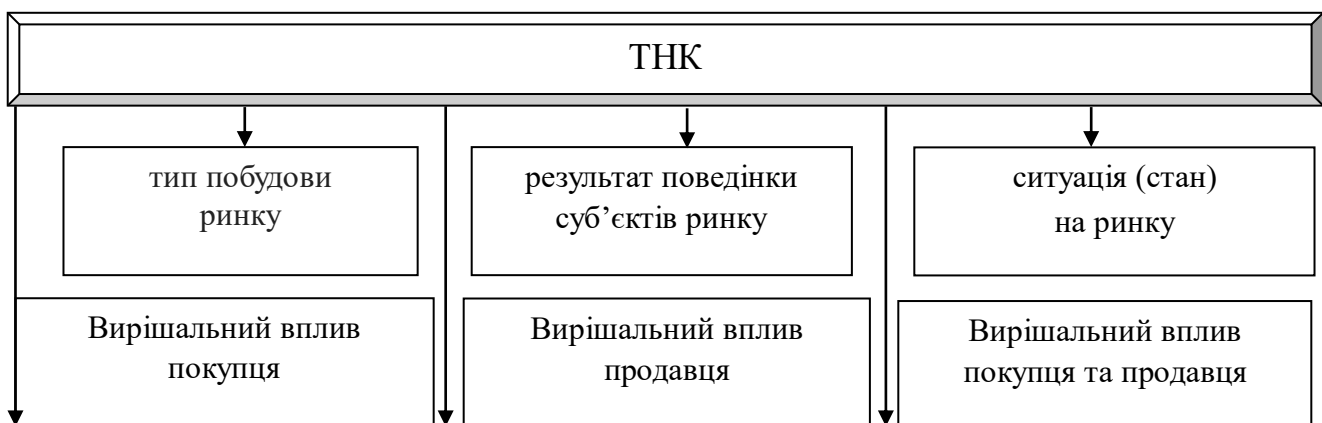 ТНК
тип побудови
ринку
результат поведінки
суб’єктів ринку
ситуація (стан)
на ринку
Вирішальний вплив
покупця
Вирішальний вплив
продавця
Вирішальний вплив
покупця та продавця